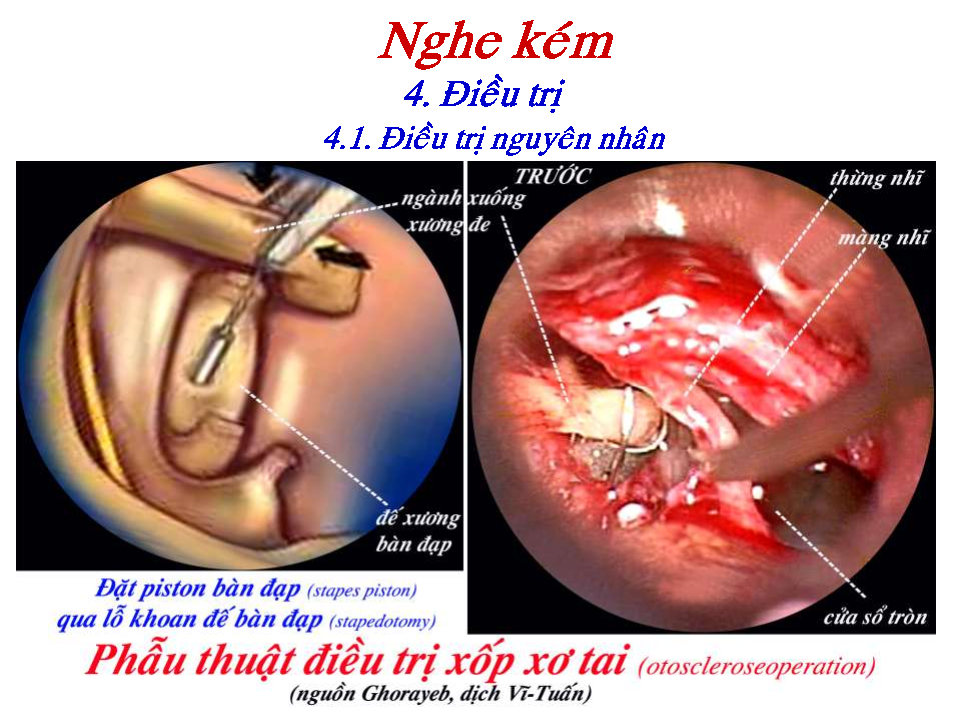 Nghe kém
4. Điều trị
4.1. Điều trị nguyên nhân
ngành xuống
xương đe
đế xương
bàn đạp
TRƯỚC
thừng nhĩ
màng nhĩ
cửa sổ tròn
Đặt piston bàn đạp (stapes piston)
qua lỗ khoan đế bàn đạp (stapedotomy)
Phẫu thuật điều trị xốp xơ tai (otoscleroseoperation)
(nguồn Ghorayeb, dịch Vĩ-Tuấn)